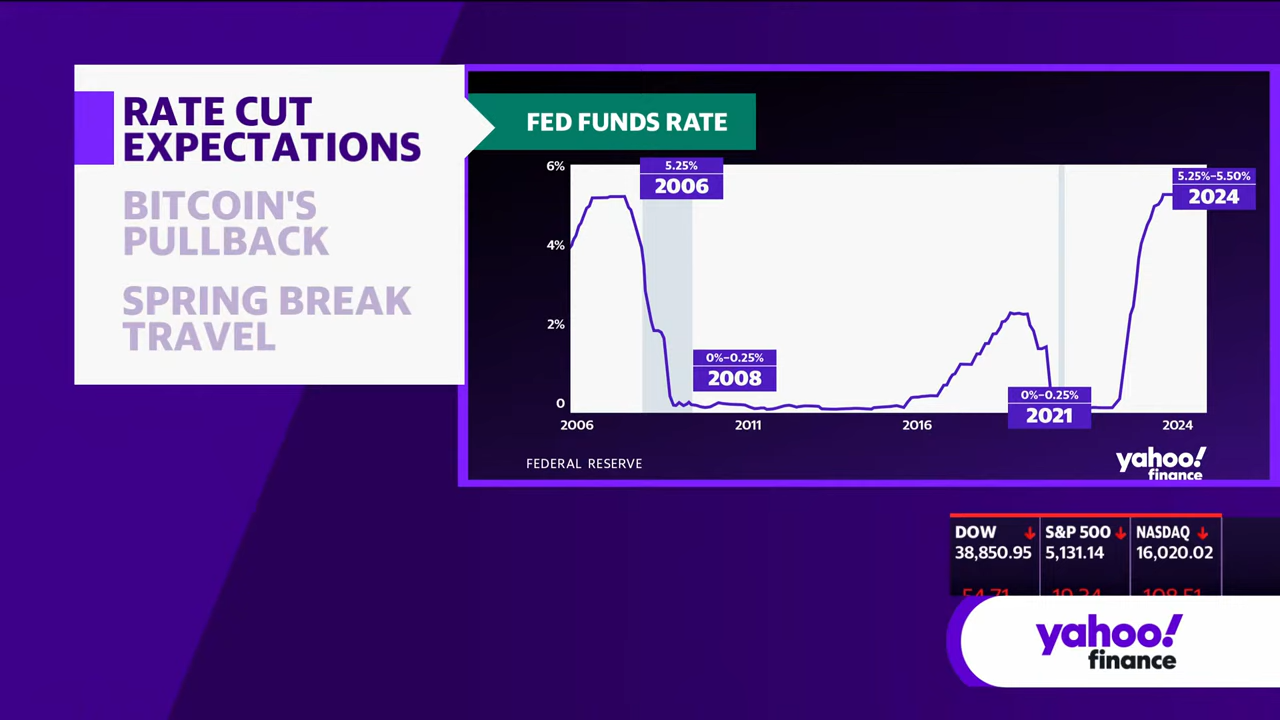 RATE CUT
EXPECTATIONS
BITCOIN'S
PULLBACK
SPRING BREAK
TRAVEL
FED FUNDS RATE
6%
4%
2%
0
5.25%
2006
0%–0.25%
2008
0%–0.25%
2021
5.25%–5.50%
2024
2006
2011
2016
2024
FEDERAL RESERVE
yahoo!
finance
DOW
38,850.95
S&P 500
5,131.14
NASDAQ
16,020.02
yahoo!
finance